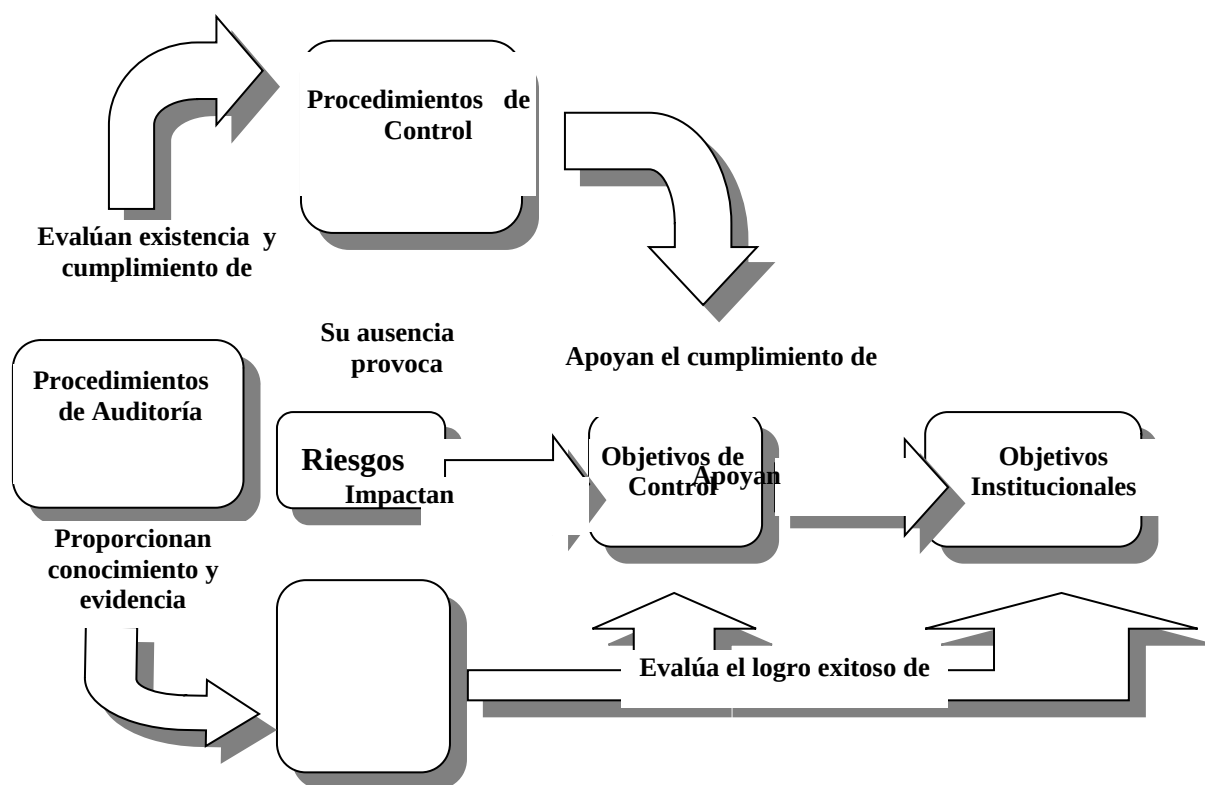 Procedimientos de
Control
Evalúan existencia y
cumplimiento de
Su ausencia
provoca
Apoyan el cumplimiento de
Procedimientos
de Auditoría
Riesgos
Impactan
Objetivos de
Control
Apoyan
Objetivos
Institucionales
Proporcionan
conocimiento y
evidencia
Evalúa el logro exitoso de